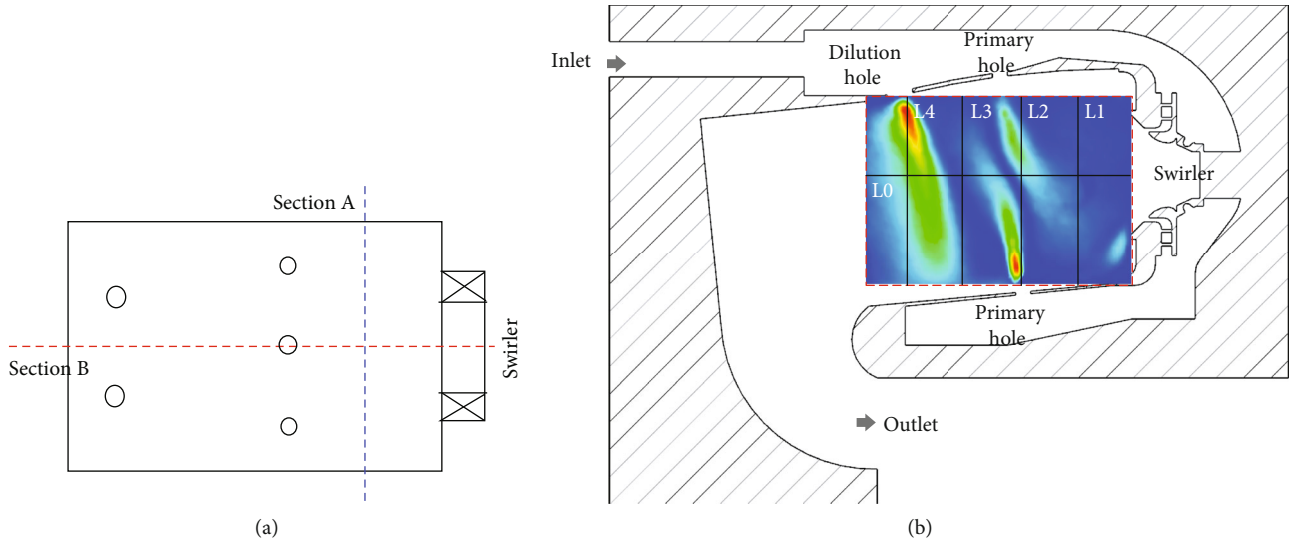 Section A
Section B
Swirler
(a)
Inlet
Dilution
hole
Primary
hole
L4
L3
L2
L1
L0
Swirler
Primary
hole
Outlet
(b)